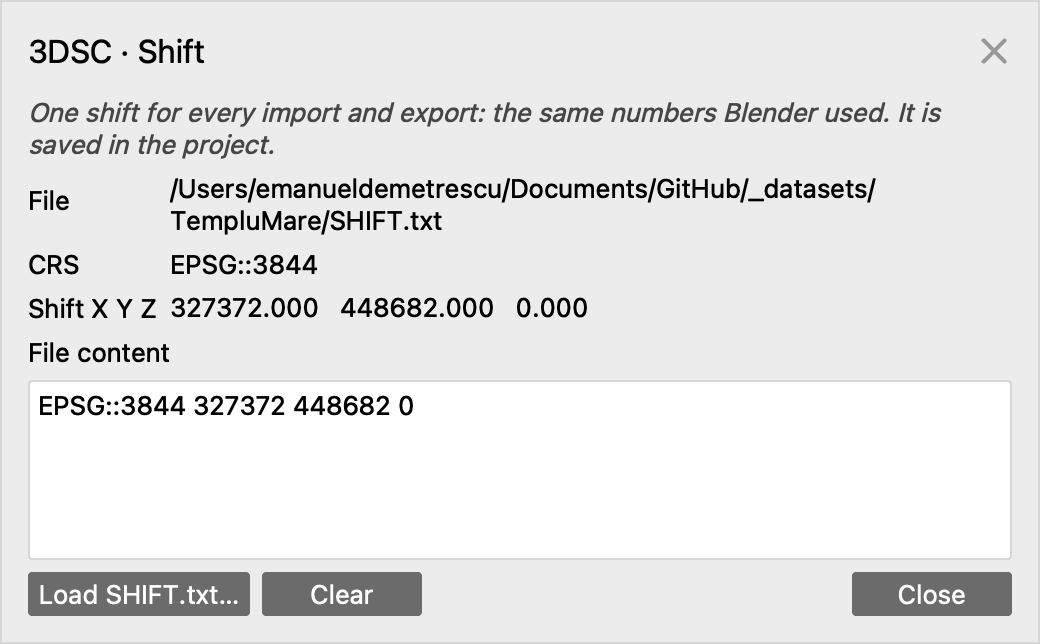 3DSC · Shift
One shift for every import and export: the same numbers Blender used. It is
saved in the project.
File /Users/emanueldemetrescu/Documents/GitHub/_datasets/
TempluMare/SHIFT.txt
CRS EPSG::3844
Shift X Y Z 327372.000 448682.000 0.000
File content
EPSG::3844 327372 448682 0
Load SHIFT.txt... Clear Close